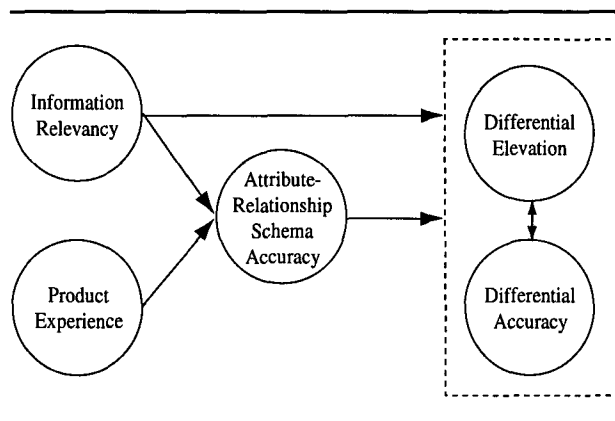 Information
Relevancy
Attribute-
Relationship
Schema
Accuracy
Product
Experience
Differential
Elevation
Differential
Accuracy